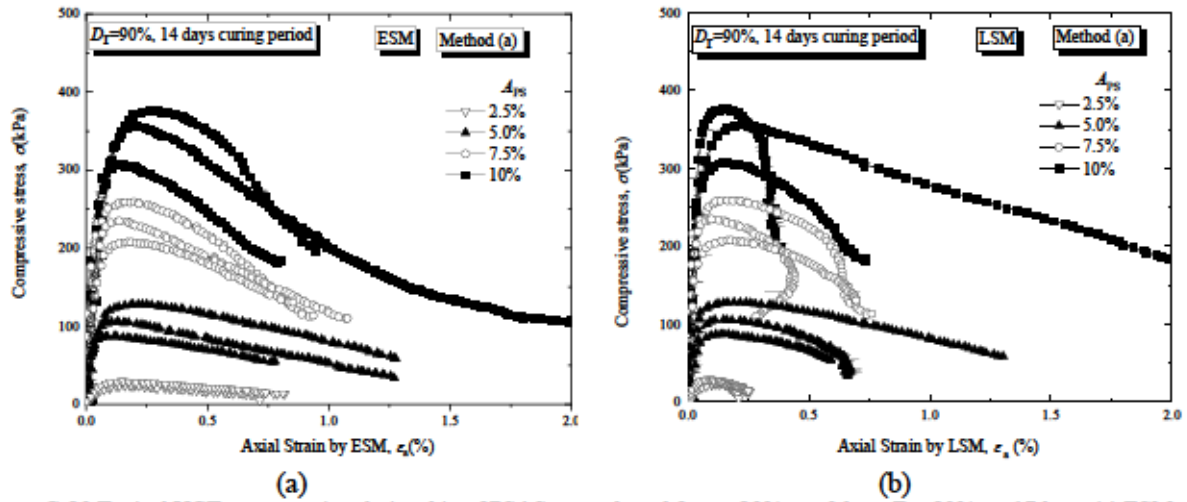 D_r=90%, 14 days curing period
ESM
Method (a)
A_PS
2.5%
5.0%
7.5%
10%
Compressive stress, σ(kPa)
400
350
300
250
200
100
0
0.0 0.5 1.0 1.5 2.0
Axial Strain by ESM, ε_a(%)
(a)
D_r=90%, 14 days curing period
LSM
Method (a)
A_PS
2.5%
5.0%
7.5%
10%
Compressive stress, σ(kPa)
500
400
300
200
100
0
0.0 0.5 1.0 1.5 2.0
Axial Strain by LSM, ε_a (%)
(b)